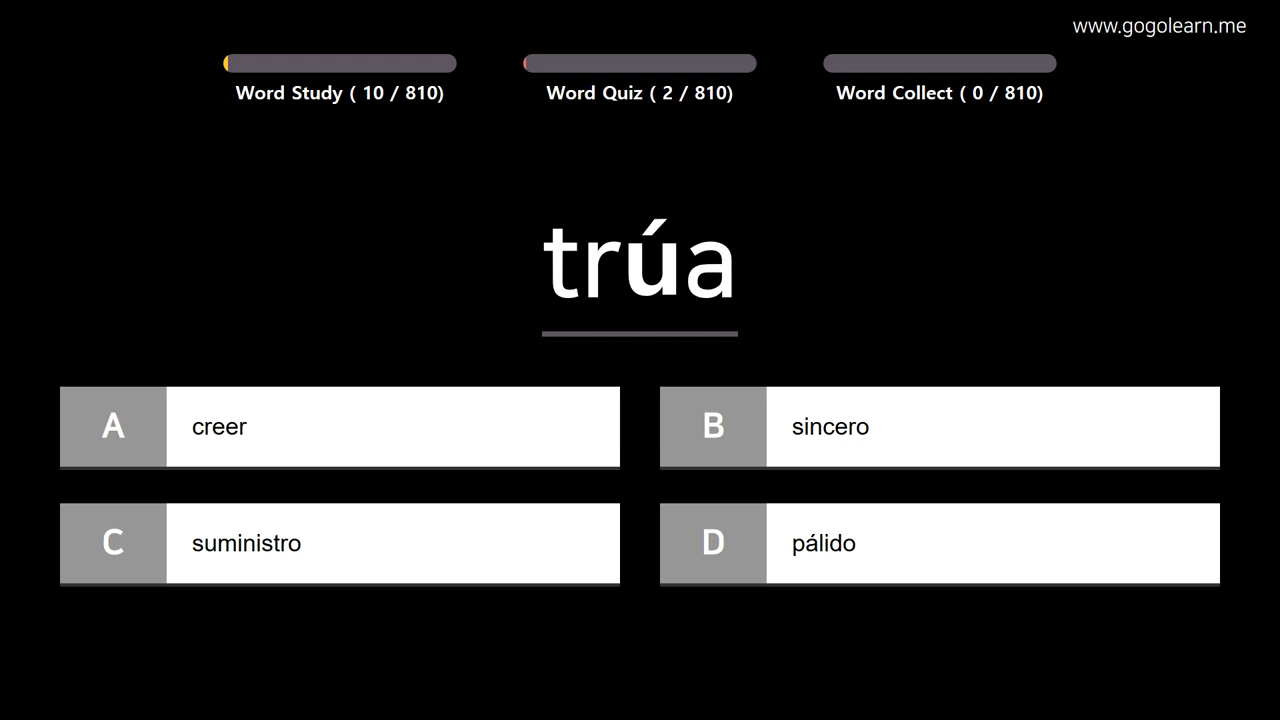 www.gogolearn.me
Word Study ( 10 / 810)
Word Quiz ( 2 / 810)
Word Collect ( 0 / 810)
trúa
A creer
B sincero
C suministro
D pálido